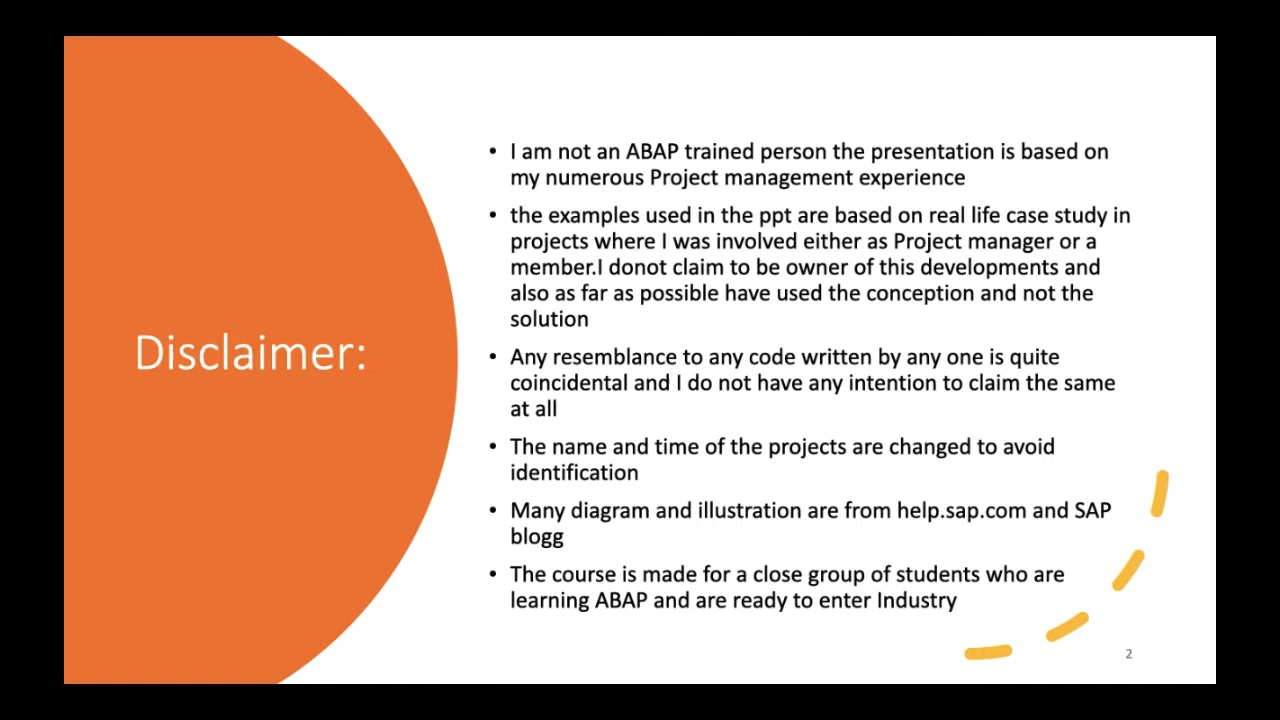 Disclaimer:
• I am not an ABAP trained person the presentation is based on
my numerous Project management experience
• the examples used in the ppt are based on real life case study in
projects where I was involved either as Project manager or a
member.I donot claim to be owner of this developments and
also as far as possible have used the conception and not the
solution
• Any resemblance to any code written by any one is quite
coincidental and I do not have any intention to claim the same
at all
• The name and time of the projects are changed to avoid
identification
• Many diagram and illustration are from help.sap.com and SAP
blogg
• The course is made for a close group of students who are
learning ABAP and are ready to enter Industry
2